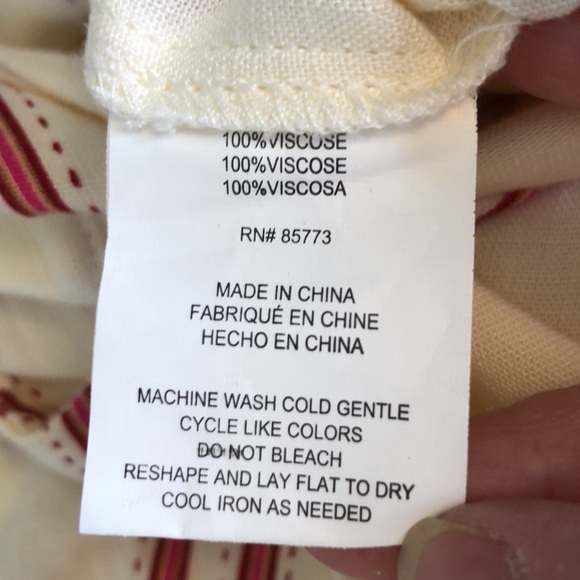 100%VISCOSE
100%VISCOSE
100%VISCOSA
RN# 85773
MADE IN CHINA
FABRIQUÉ EN CHINE
HECHO EN CHINA
MACHINE WASH COLD GENTLE
CYCLE LIKE COLORS
DO NOT BLEACH
RESHAPE AND LAY FLAT TO DRY
COOL IRON AS NEEDED